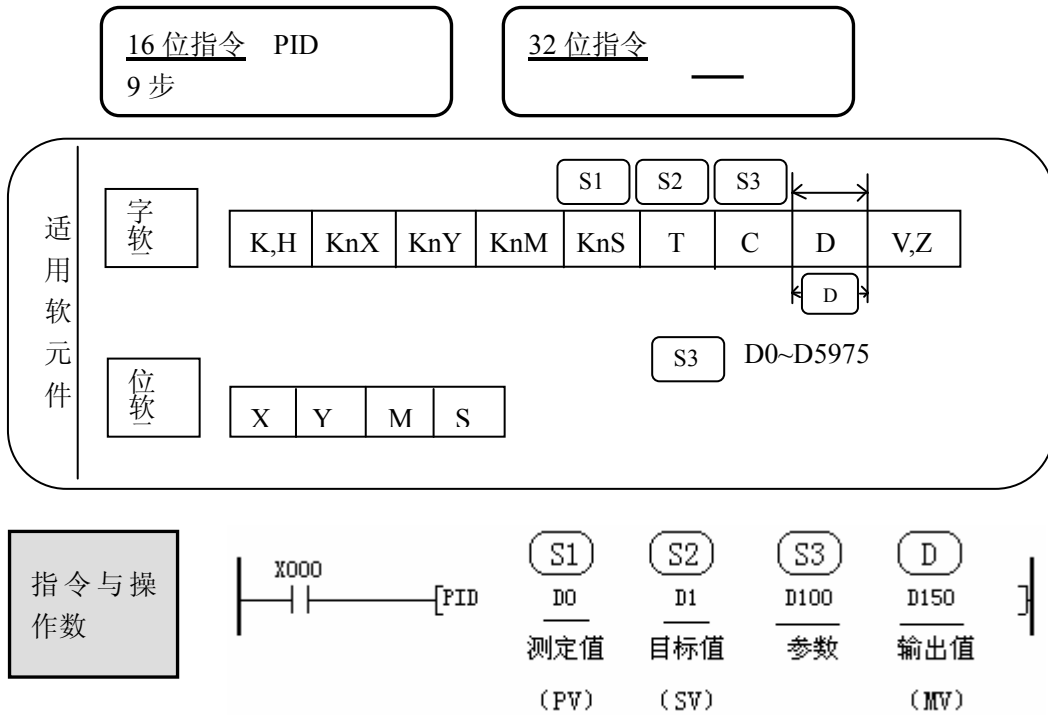 16 位指令 PID
9 步
32 位指令
S1 S2 S3
适用软元件
字软
K,H KnX KnY KnM KnS T C D V,Z
D
S3 D0~D5975
位软
X Y M S
指令与操作数
X000
S1 S2 S3 D
PID D0 D1 D100 D150
测定值 目标值 参数 输出值
(PV) (SV) (MV)